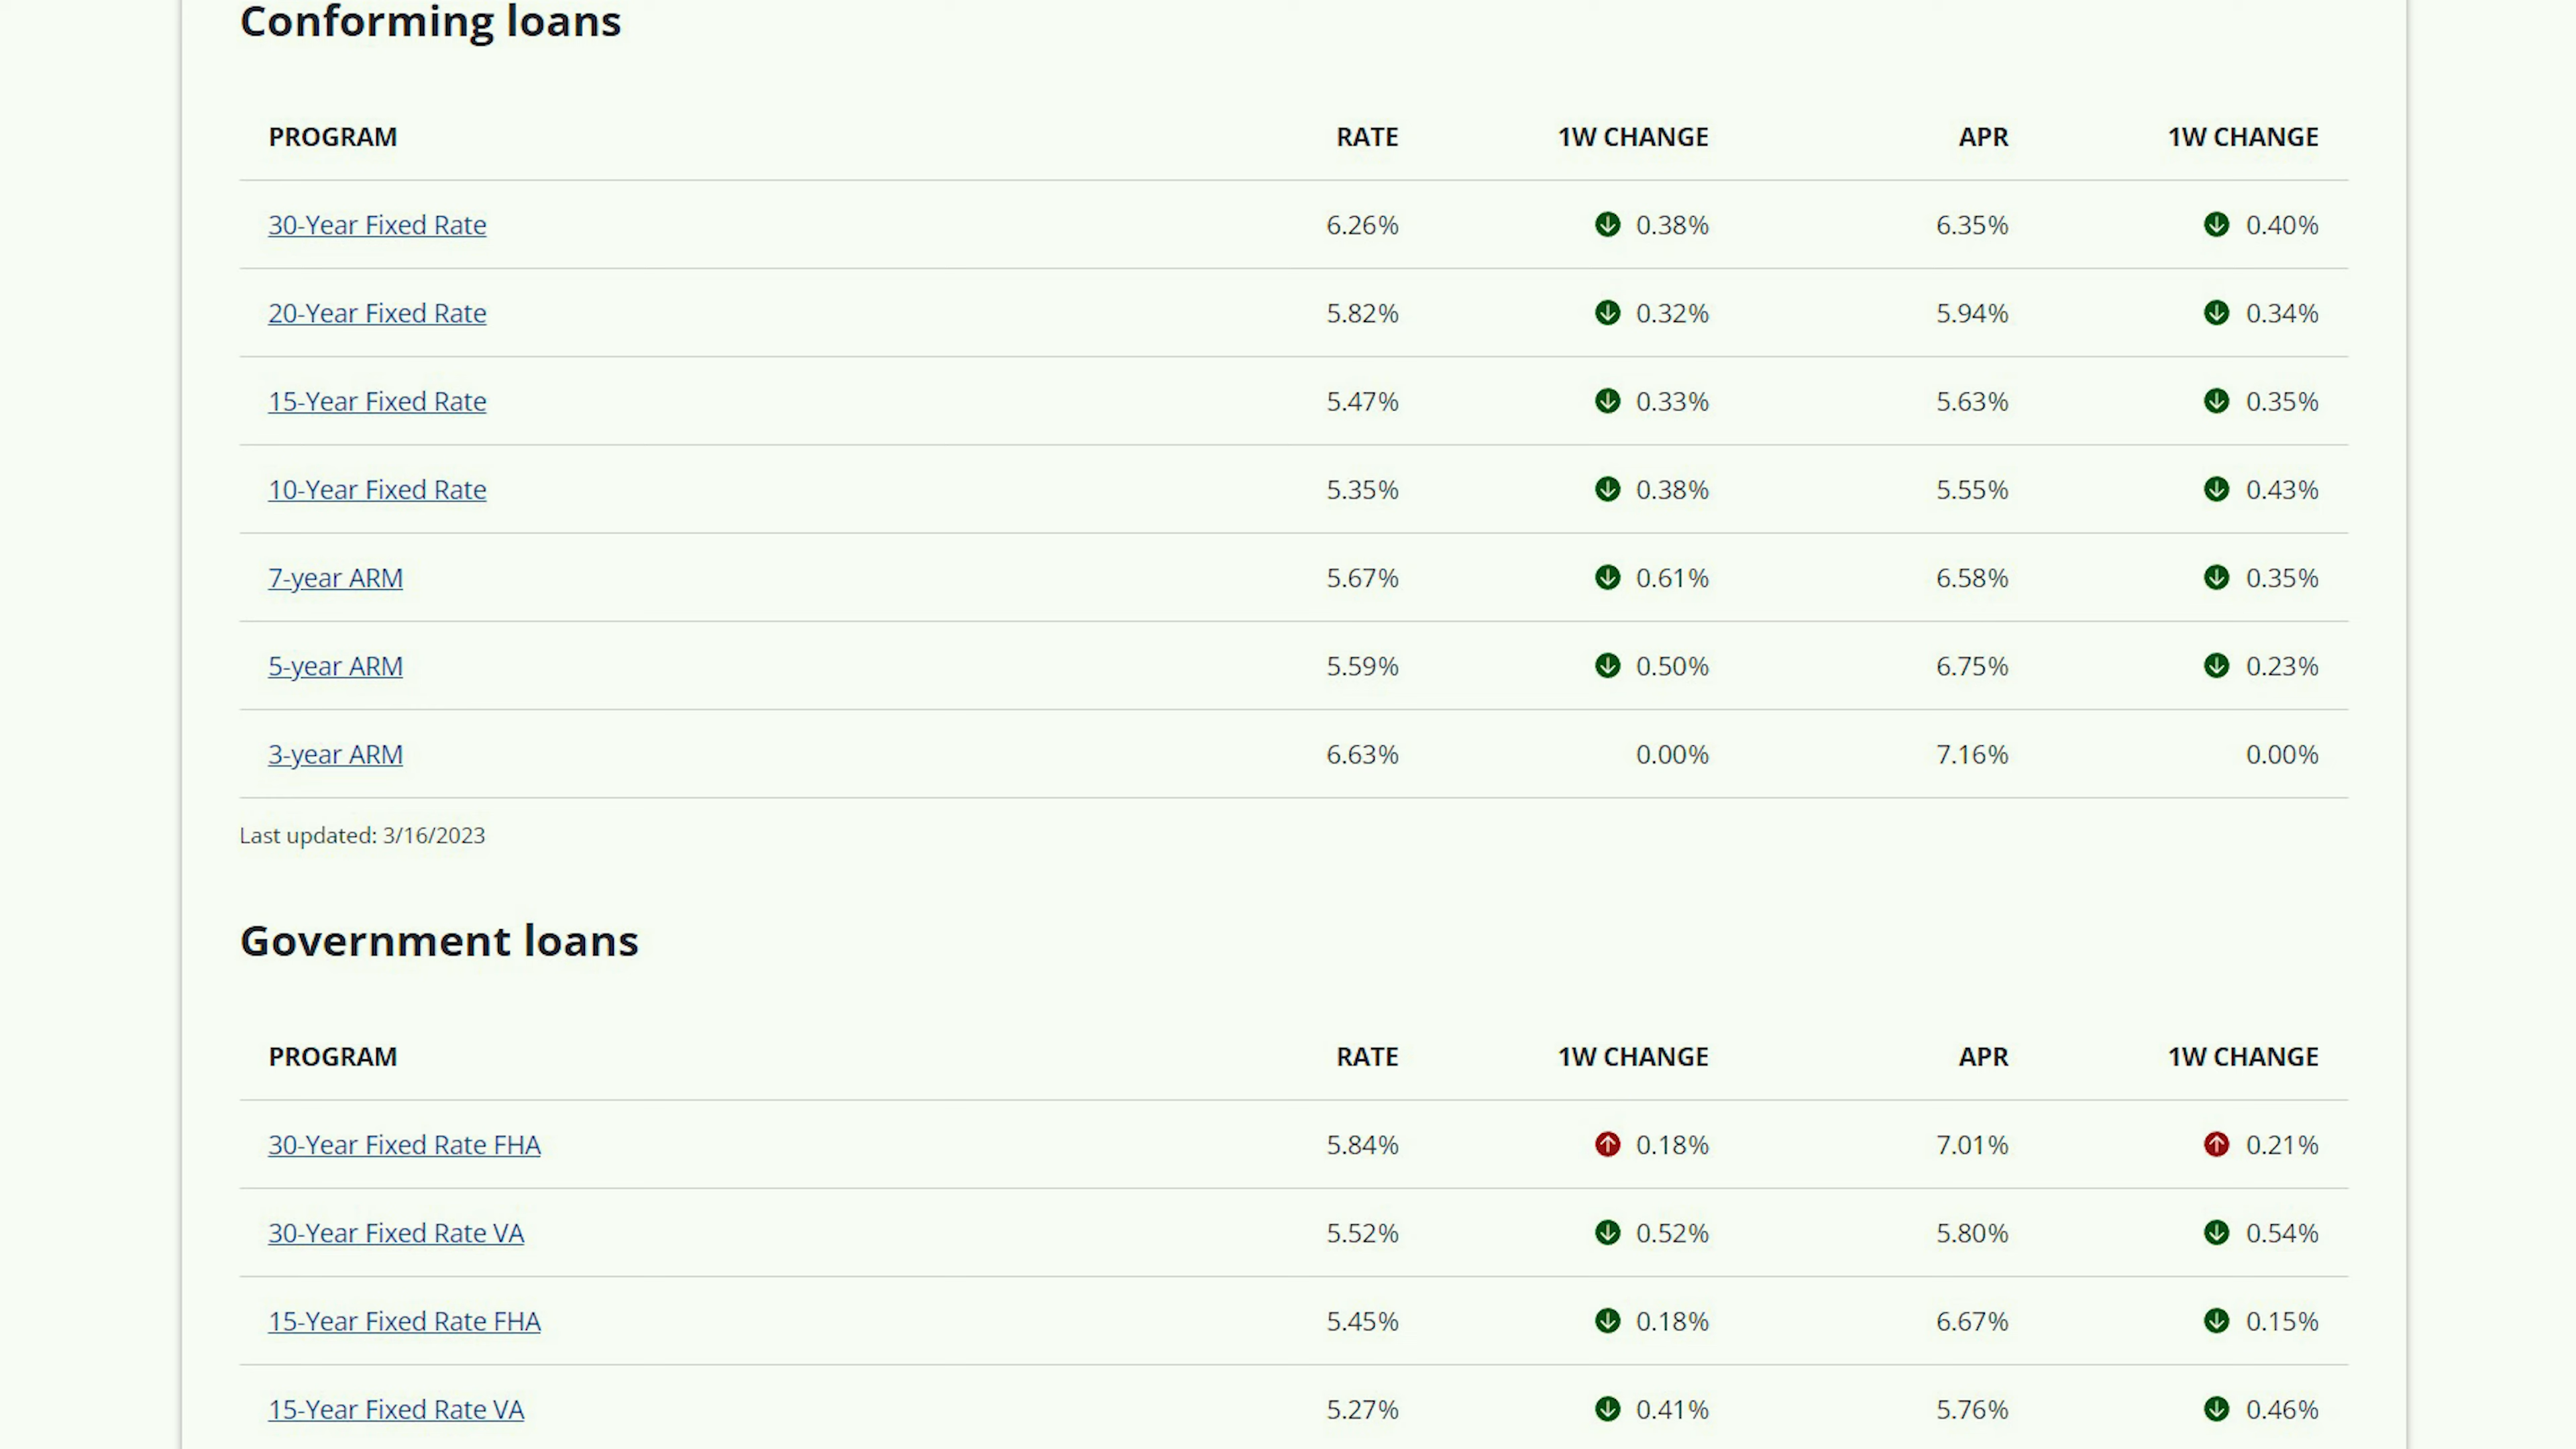 Conforming loans
PROGRAM RATE 1W CHANGE APR 1W CHANGE
30-Year Fixed Rate 6.26% 0.38% 6.35% 0.40%
20-Year Fixed Rate 5.82% 0.32% 5.94% 0.34%
15-Year Fixed Rate 5.47% 0.33% 5.63% 0.35%
10-Year Fixed Rate 5.35% 0.38% 5.55% 0.43%
7-year ARM 5.67% 0.61% 6.58% 0.35%
5-year ARM 5.59% 0.50% 6.75% 0.23%
3-year ARM 6.63% 0.00% 7.16% 0.00%
Last updated: 3/16/2023
Government loans
PROGRAM RATE 1W CHANGE APR 1W CHANGE
30-Year Fixed Rate FHA 5.84% 0.18% 7.01% 0.21%
30-Year Fixed Rate VA 5.52% 0.52% 5.80% 0.54%
15-Year Fixed Rate FHA 5.45% 0.18% 6.67% 0.15%
15-Year Fixed Rate VA 5.27% 0.41% 5.76% 0.46%